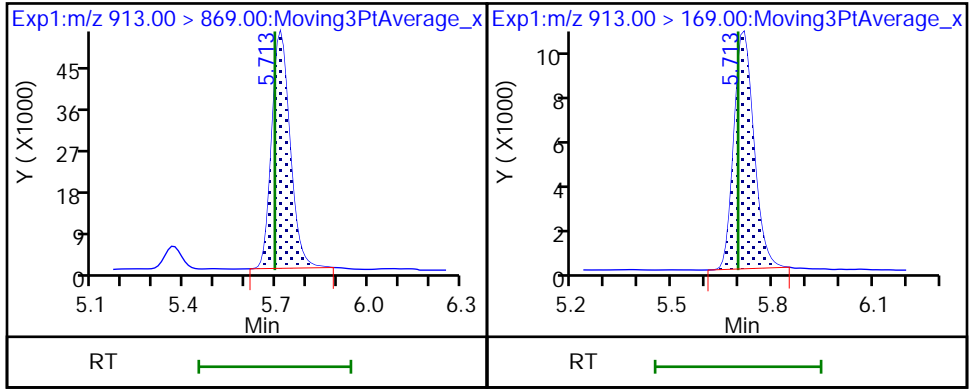 Exp1:m/z 913.00 > 869.00:Moving3PtAverage_x
5.713
Y ( X1000)
45
36
27
18
9
0
5.1 5.4 5.7 6.0 6.3
Min
RT
Exp1:m/z 913.00 > 169.00:Moving3PtAverage_x
5.713
Y ( X1000)
10
8
6
4
2
0
5.2 5.5 5.8 6.1
Min
RT